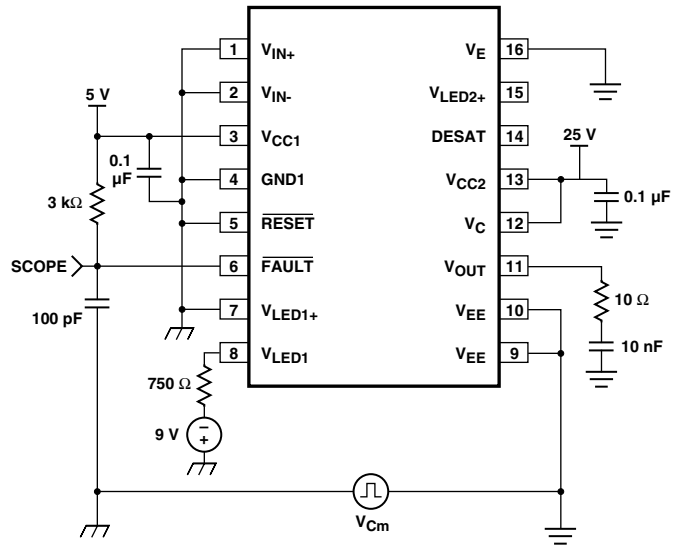 1 V_IN+
2 V_IN-
3 V_CC1
4 GND1
5 RESET
6 FAULT
7 V_LED1+
8 V_LED1
V_E 16
V_LED2+ 15
DESAT 14
V_CC2 13
V_C 12
V_OUT 11
V_EE 10
V_EE 9
5 V
0.1
µF
3 kΩ
SCOPE
100 pF
750 Ω
9 V
− +
V_Cm
25 V
0.1 µF
10 Ω
10 nF